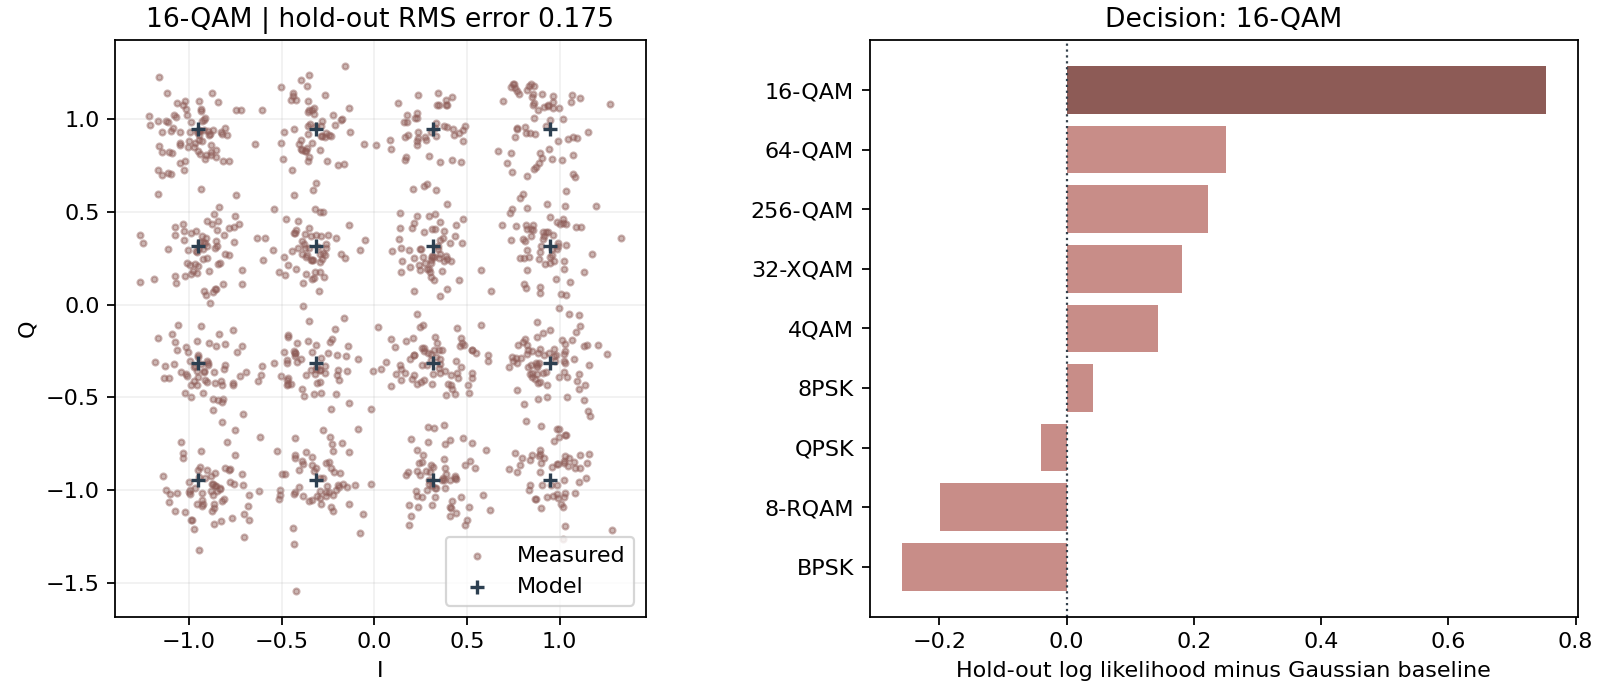 16-QAM | hold-out RMS error 0.175
1.0
0.5
0.0
−0.5
−1.0
−1.5
Q
Measured
Model
−1.0
−0.5
0.0
0.5
1.0
I
Decision: 16-QAM
16-QAM
64-QAM
256-QAM
32-XQAM
4QAM
8PSK
QPSK
8-RQAM
BPSK
−0.2
0.0
0.2
0.4
0.6
0.8
Hold-out log likelihood minus Gaussian baseline